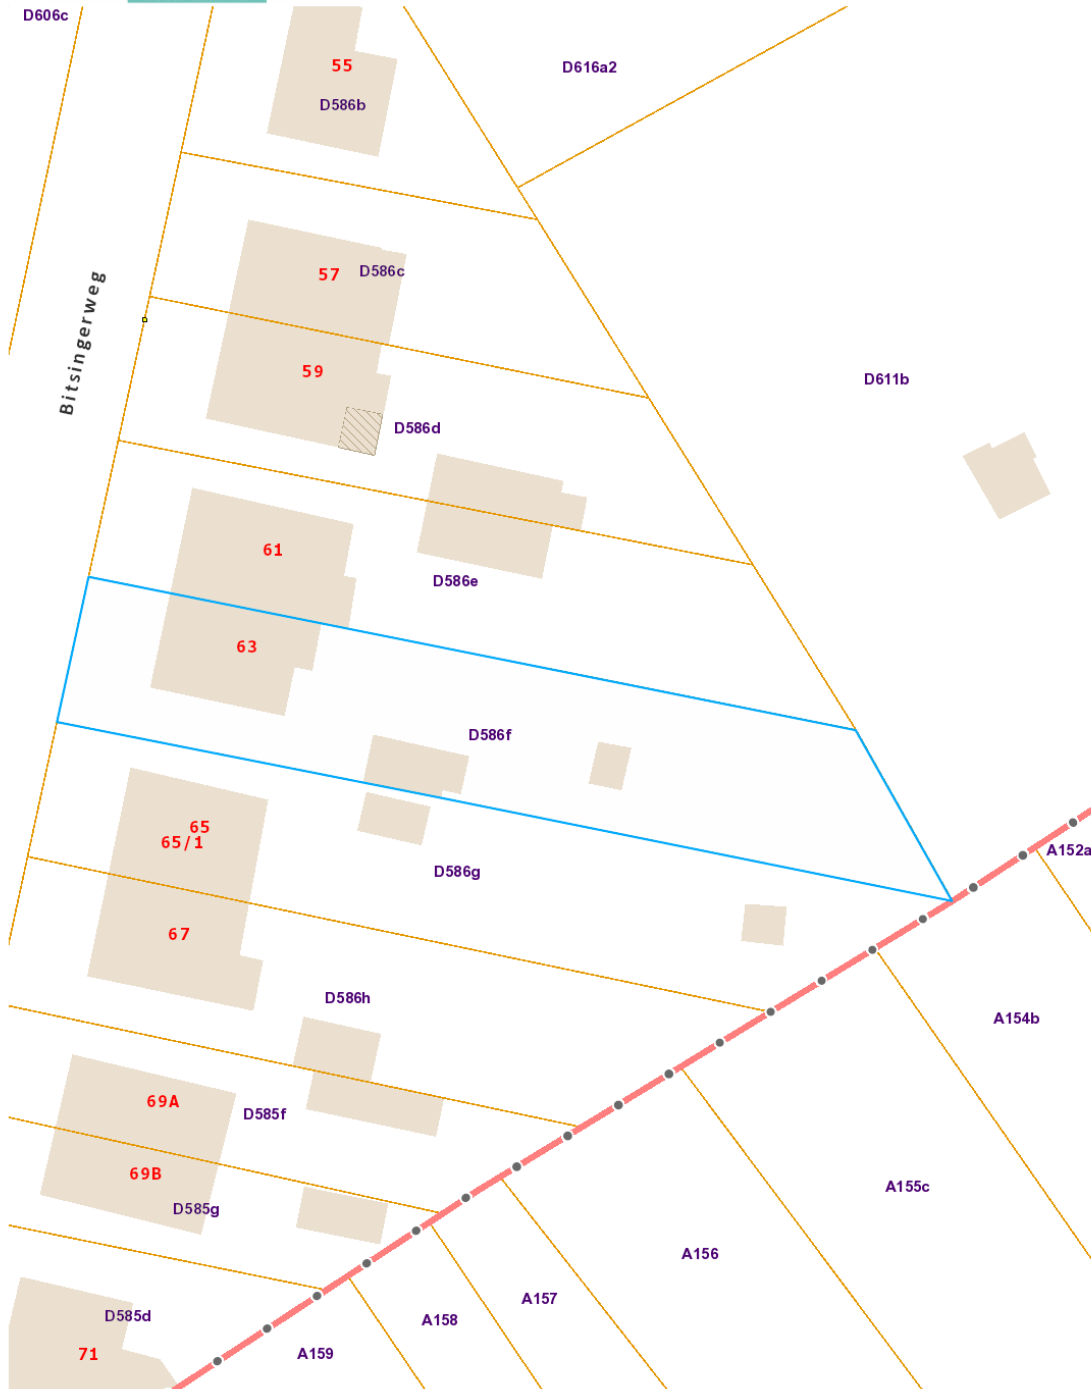 D606c
55
D586b
D616a2
Bitsingerweg
57
D586c
59
D611b
D586d
61
D586e
63
D586f
65
65/1
D586g
A152a
67
D586h
A154b
69A
D585f
69B
D585g
A155c
A156
A157
D585d
A158
71
A159